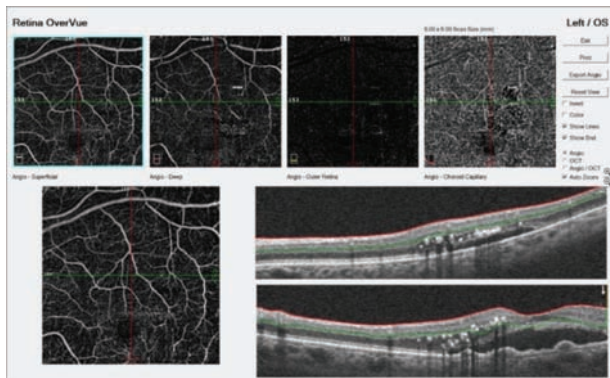 Retina OverVue
Left / OS
6.00 x 6.00 Scan Size (mm)
Exit
Print
Export Angio
Reset View
Invert
Color
Show Lines
Show End.
Angio
OCT
Angio / OCT
Auto Zoom
Angio - Superficial
Angio - Deep
Angio - Outer Retina
Angio - Choroid Capillary